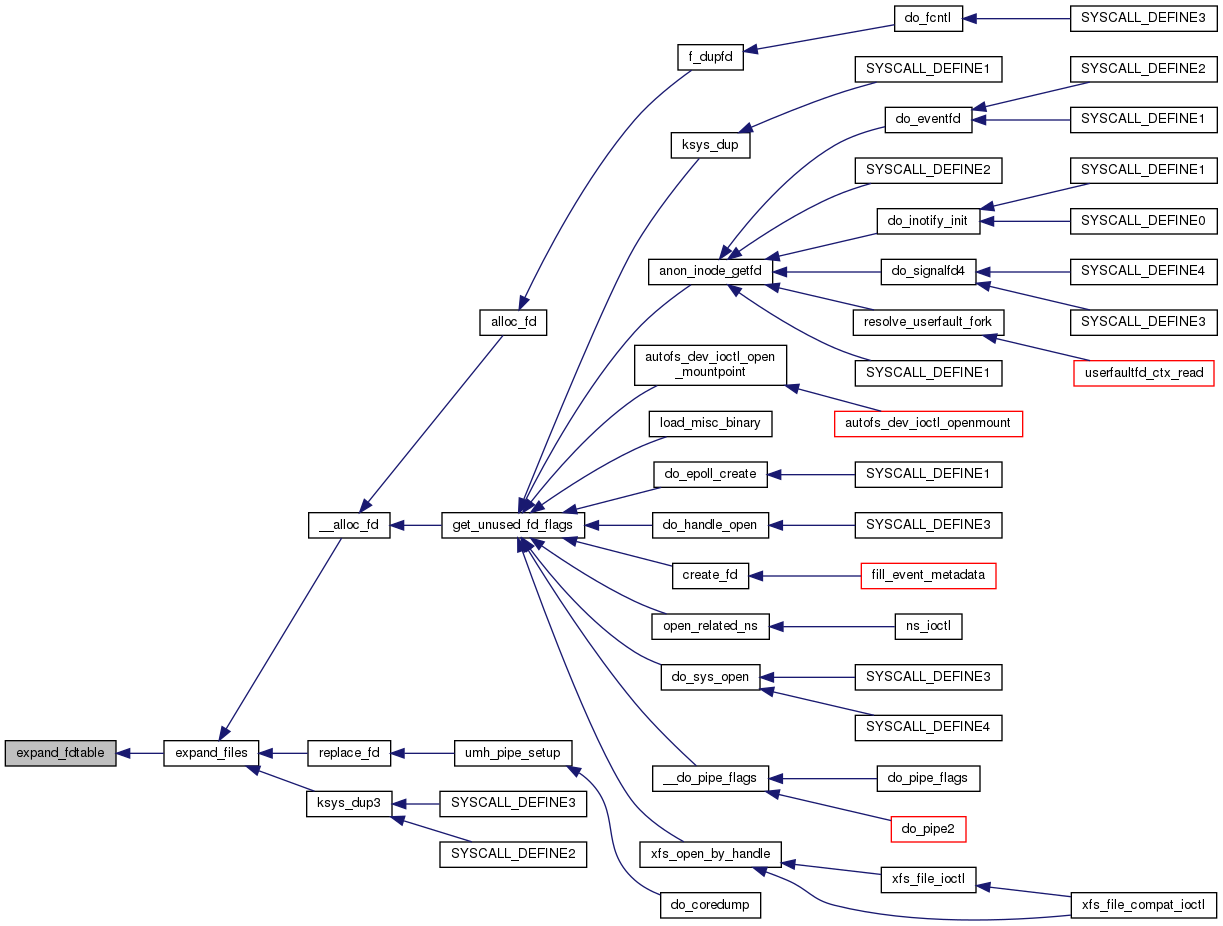 do_fcntl
SYSCALL_DEFINE3
f_dupfd
SYSCALL_DEFINE1
SYSCALL_DEFINE2
do_eventfd
SYSCALL_DEFINE1
ksys_dup
SYSCALL_DEFINE2
SYSCALL_DEFINE1
do_inotify_init
SYSCALL_DEFINE0
anon_inode_getfd
do_signalfd4
SYSCALL_DEFINE4
alloc_fd
resolve_userfault_fork
SYSCALL_DEFINE3
autofs_dev_ioctl_open
_mountpoint
SYSCALL_DEFINE1
userfaultfd_ctx_read
load_misc_binary
autofs_dev_ioctl_openmount
do_epoll_create
SYSCALL_DEFINE1
__alloc_fd
get_unused_fd_flags
do_handle_open
SYSCALL_DEFINE3
create_fd
fill_event_metadata
open_related_ns
ns_ioctl
do_sys_open
SYSCALL_DEFINE3
SYSCALL_DEFINE4
expand_fdtable
expand_files
replace_fd
umh_pipe_setup
__do_pipe_flags
do_pipe_flags
ksys_dup3
SYSCALL_DEFINE3
do_pipe2
SYSCALL_DEFINE2
xfs_open_by_handle
xfs_file_ioctl
do_coredump
xfs_file_compat_ioctl